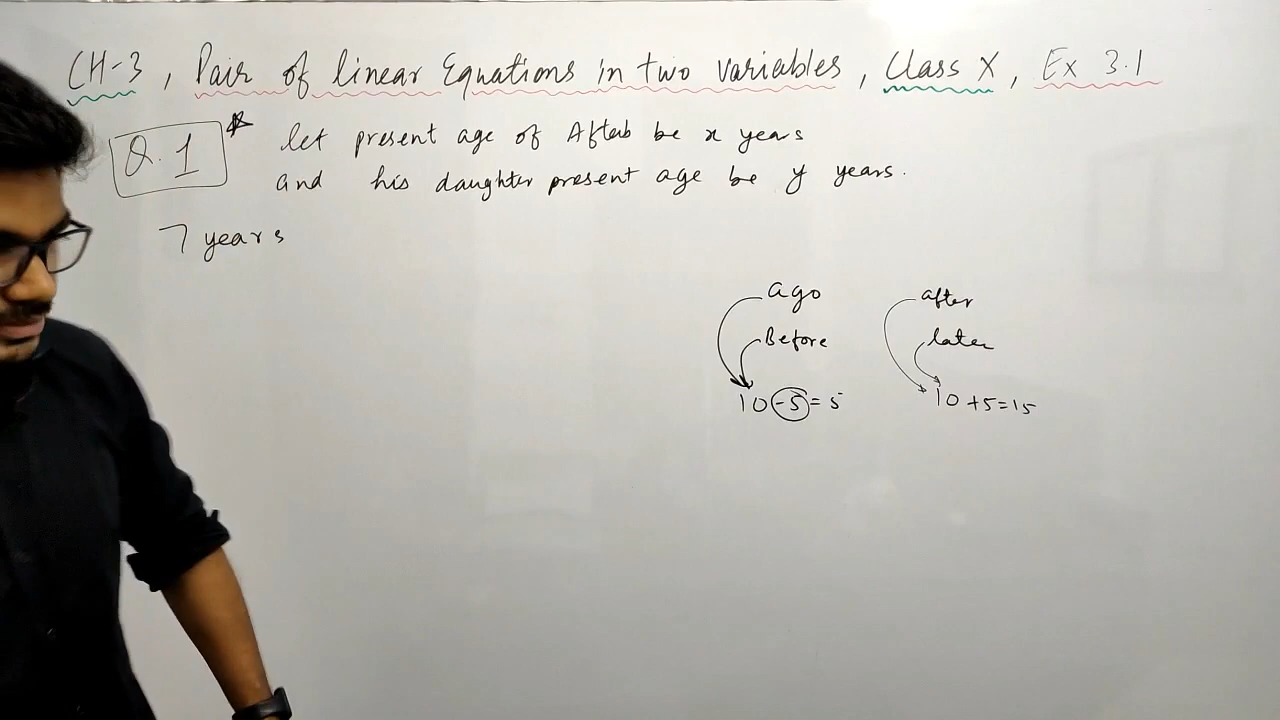 CH-3, Pair of linear Equations in two variables, Class X, Ex 3.1
Q.1 let present age of Aftab be x years
and his daughter present age be y years.
7 years
ago after
Before later
10-5=5 10+5=15